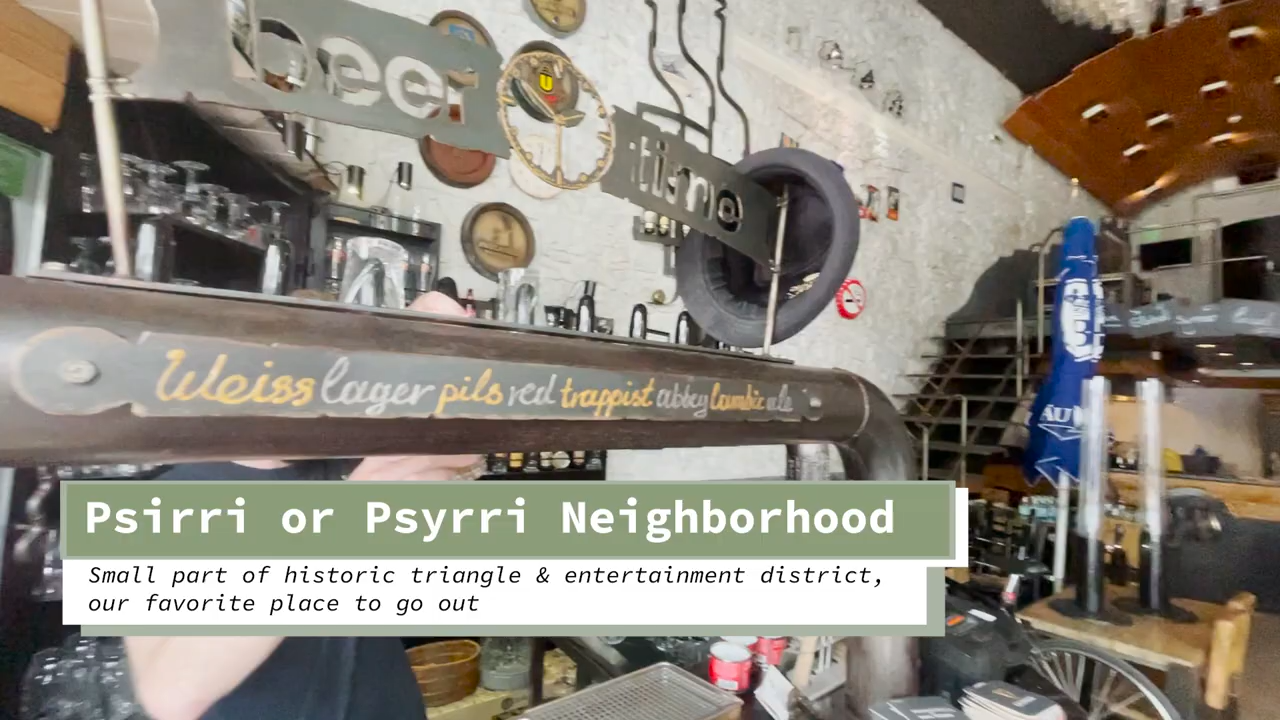 beer
time
Weiss lager pils red trappist abbey lambic ale
Psirri or Psyrri Neighborhood
Small part of historic triangle & entertainment district,
our favorite place to go out